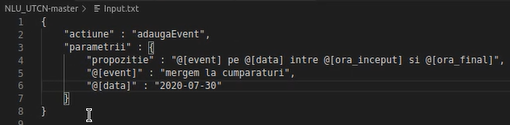 NLU_UTCN-master > Input.txt
1 {
2 "actiune" : "adaugaEvent",
3 "parametrii" : {
4 "propozitie" : "@[event] pe @[data] intre @[ora_inceput] si @[ora_final]",
5 "@[event]" : "mergem la cumparaturi",
6 "@[data]" : "2020-07-30"
7 }
8 }
9